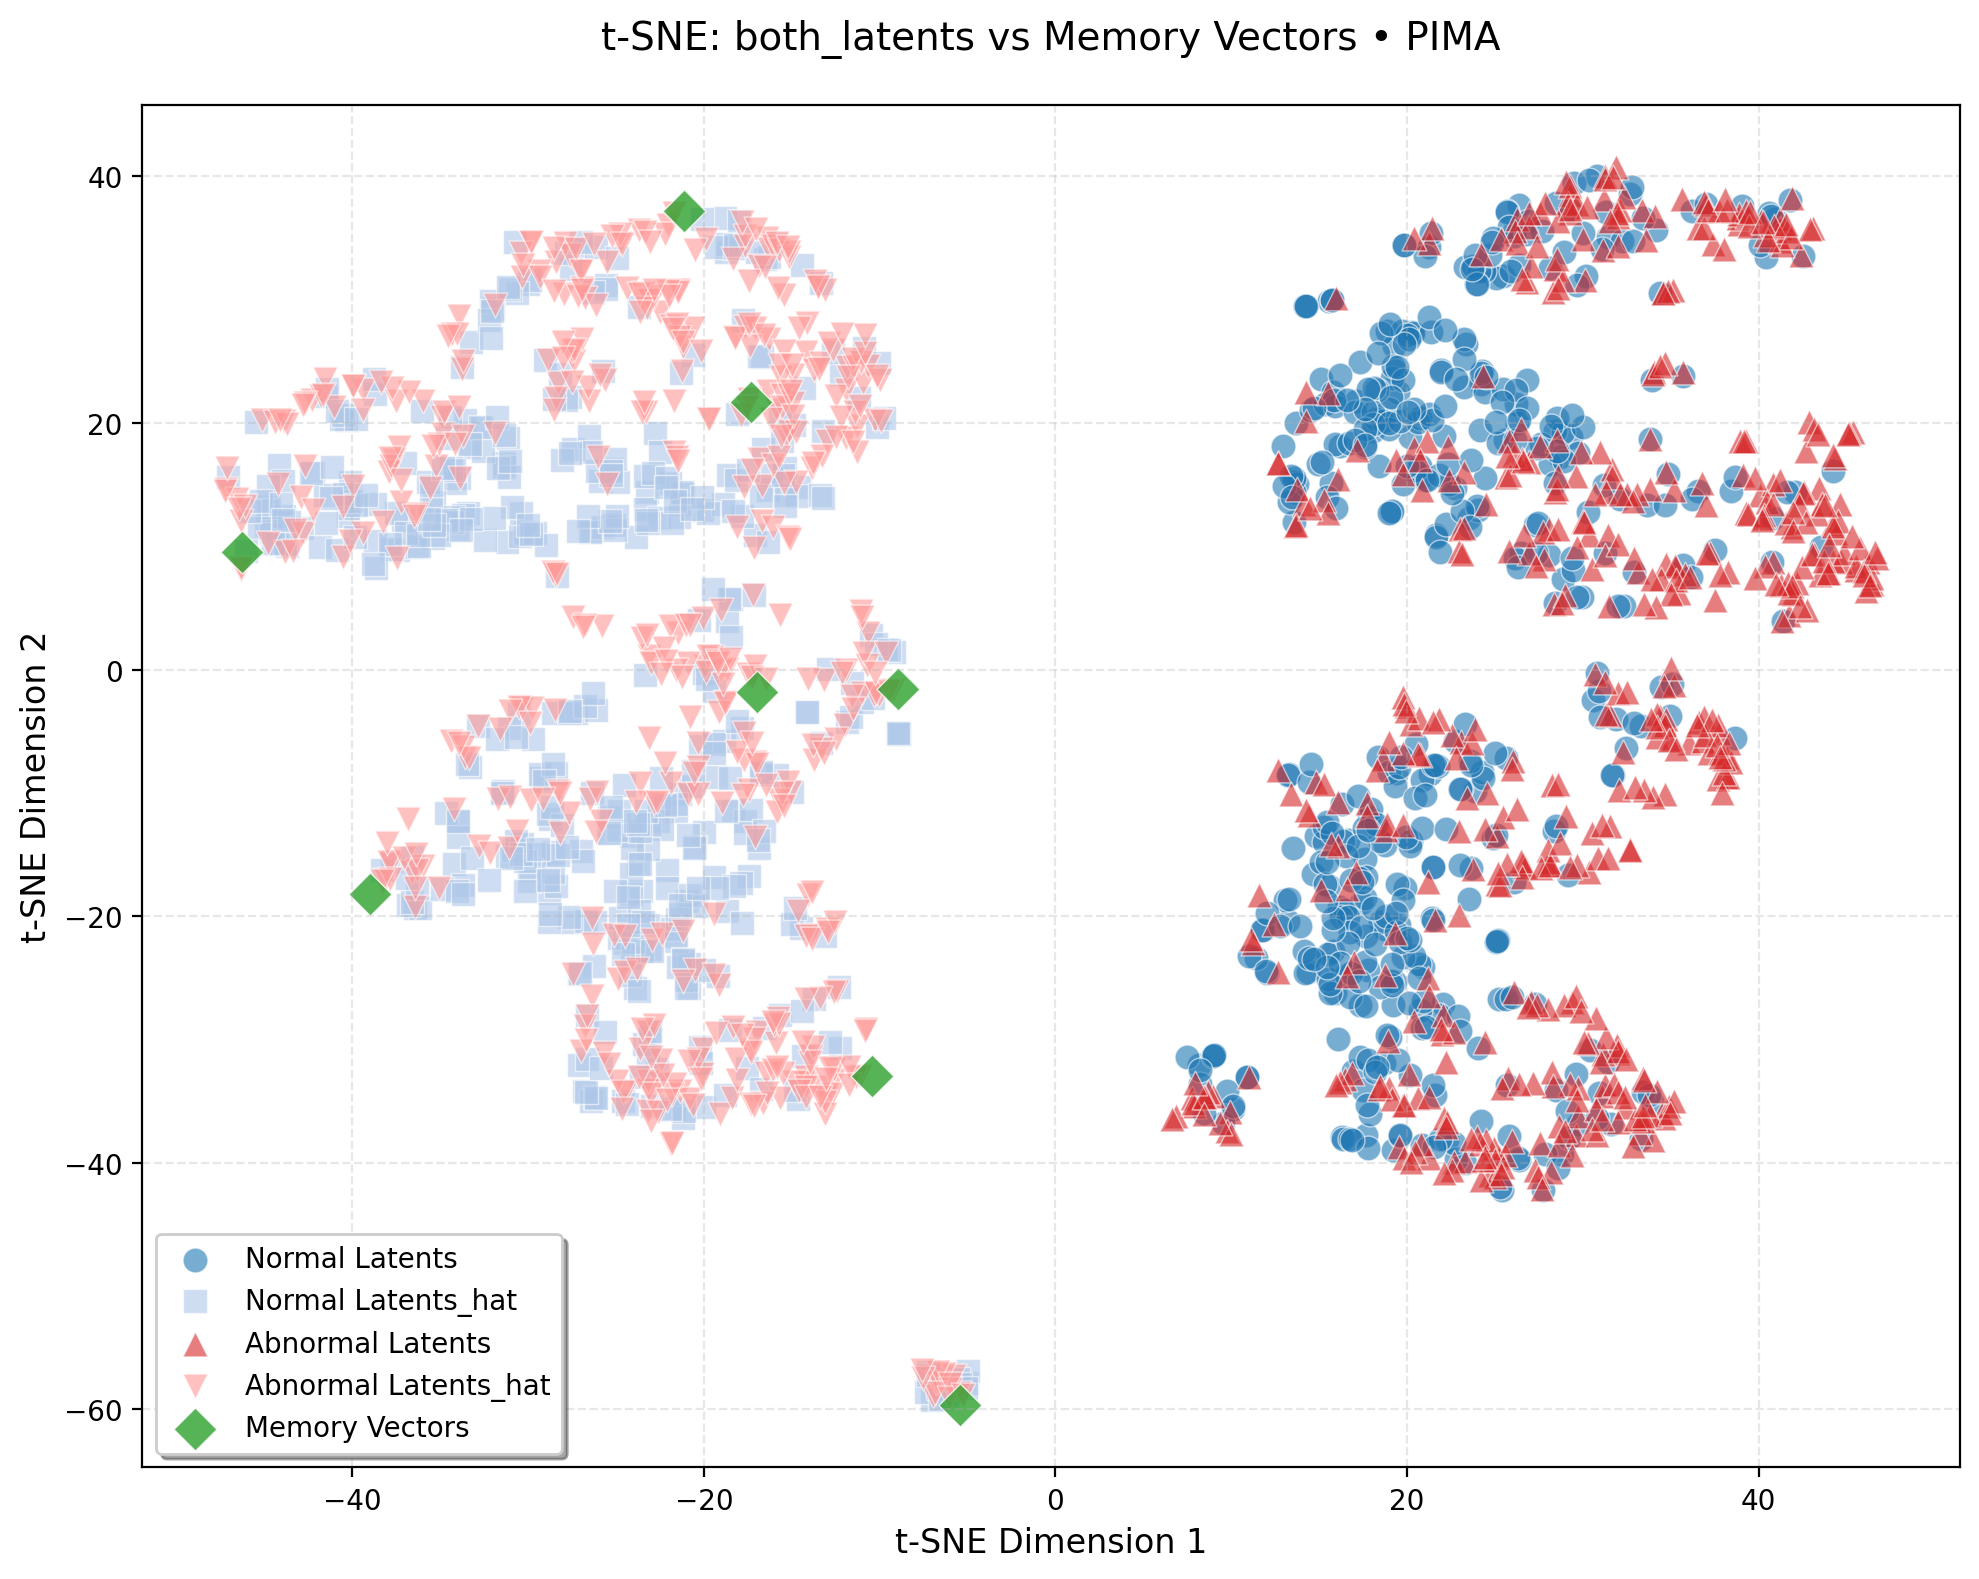 t-SNE: both_latents vs Memory Vectors • PIMA
t-SNE Dimension 2
40
20
0
−20
−40
−60
Normal Latents
Normal Latents_hat
Abnormal Latents
Abnormal Latents_hat
Memory Vectors
−40
−20
0
20
40
t-SNE Dimension 1